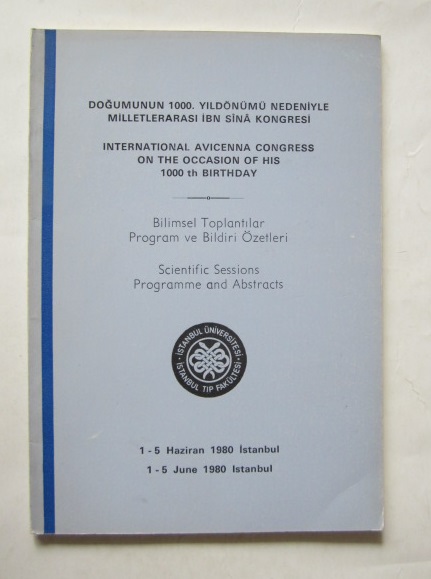 DOĞUMUNUN 1000. YILDÖNÜMÜ NEDENİYLE
MİLLETLERARASI İBN SÎNÂ KONGRESİ
INTERNATIONAL AVICENNA CONGRESS
ON THE OCCASION OF HIS
1000 th BIRTHDAY
Bilimsel Toplantılar
Program ve Bildiri Özetleri
Scientific Sessions
Programme and Abstracts
İSTANBUL ÜNİVERSİTESİ
İSTANBUL TIP FAKÜLTESİ
1 - 5 Haziran 1980 İstanbul
1 - 5 June 1980 Istanbul